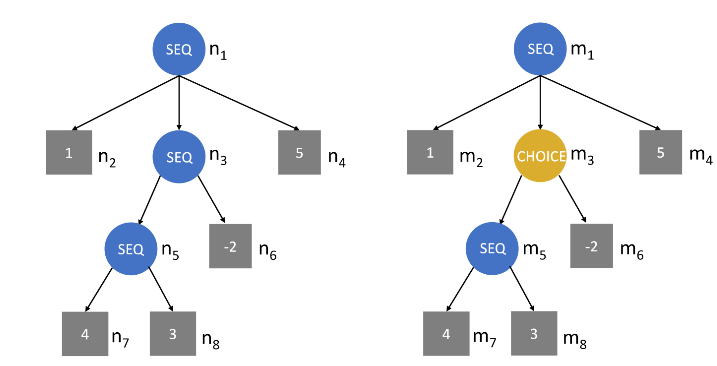 SEQ n1 SEQ m1
1 n2 SEQ n3 5 n4 1 m2 CHOICE m3 5 m4
SEQ n5 -2 n6 SEQ m5 -2 m6
4 n7 3 n8 4 m7 3 m8